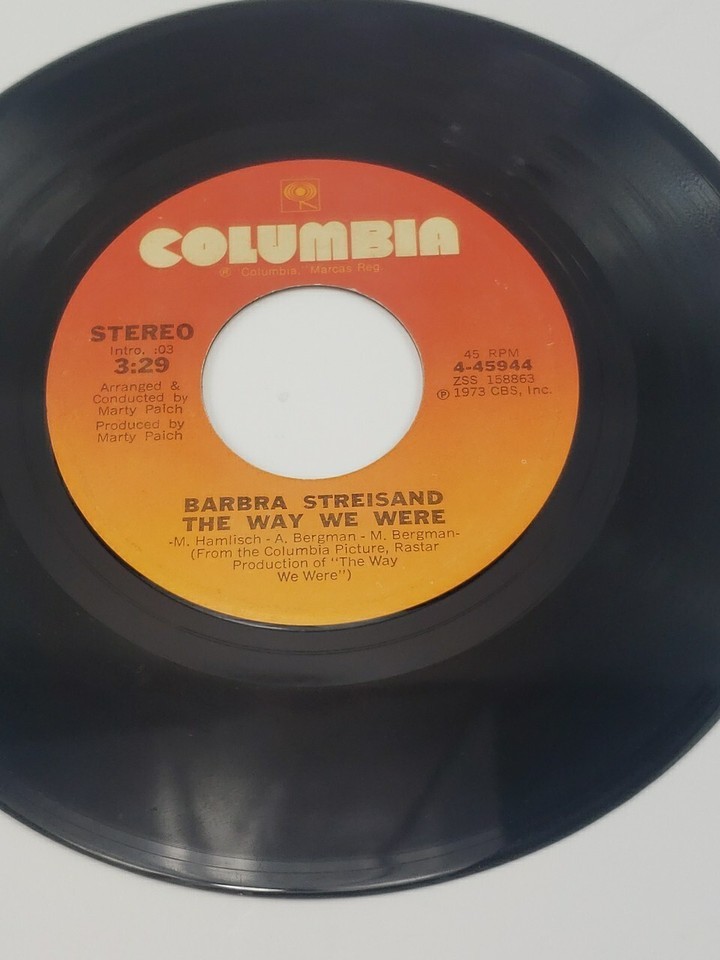 COLUMBIA
® Columbia, Marcas Reg.
STEREO
Intro. :03
3:29
Arranged &
Conducted by
Marty Paich
Produced by
Marty Paich
45 RPM
4-45944
ZSS 158863
℗ 1973 CBS, Inc.
BARBRA STREISAND
THE WAY WE WERE
-M. Hamlisch - A. Bergman - M. Bergman-
(From the Columbia Picture, Rastar
Production of "The Way
We Were")